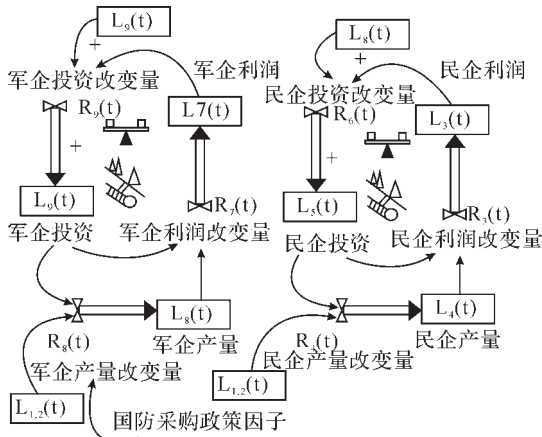 L₉(t)
+
军企利润
军企投资改变量
R₉(t)
L7(t)
+
L₉(t)
军企投资
R₇(t)
军企利润改变量
L₈(t)
军企产量
R₈(t)
军企产量改变量
L₁,₂(t)
国防采购政策因子
L₈(t)
+
民企利润
民企投资改变量
R₆(t)
L₃(t)
+
L₅(t)
民企投资
民企利润改变量
L₄(t)
民企产量
民企产量改变量
L₁,₂(t)